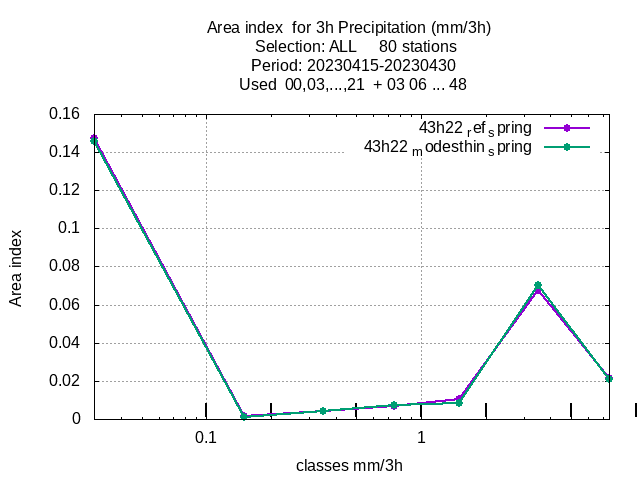 Area index  for 3h Precipitation (mm/3h)
Selection: ALL     80 stations
Period: 20230415-20230430
Used  00,03,...,21  + 03 06 ... 48
0.16
43h22 ref spring
0.14
43h22 modesthin spring
0.12
0.1
0.08
0.06
0.04
0.02
0
0.1
1
Area index
classes mm/3h